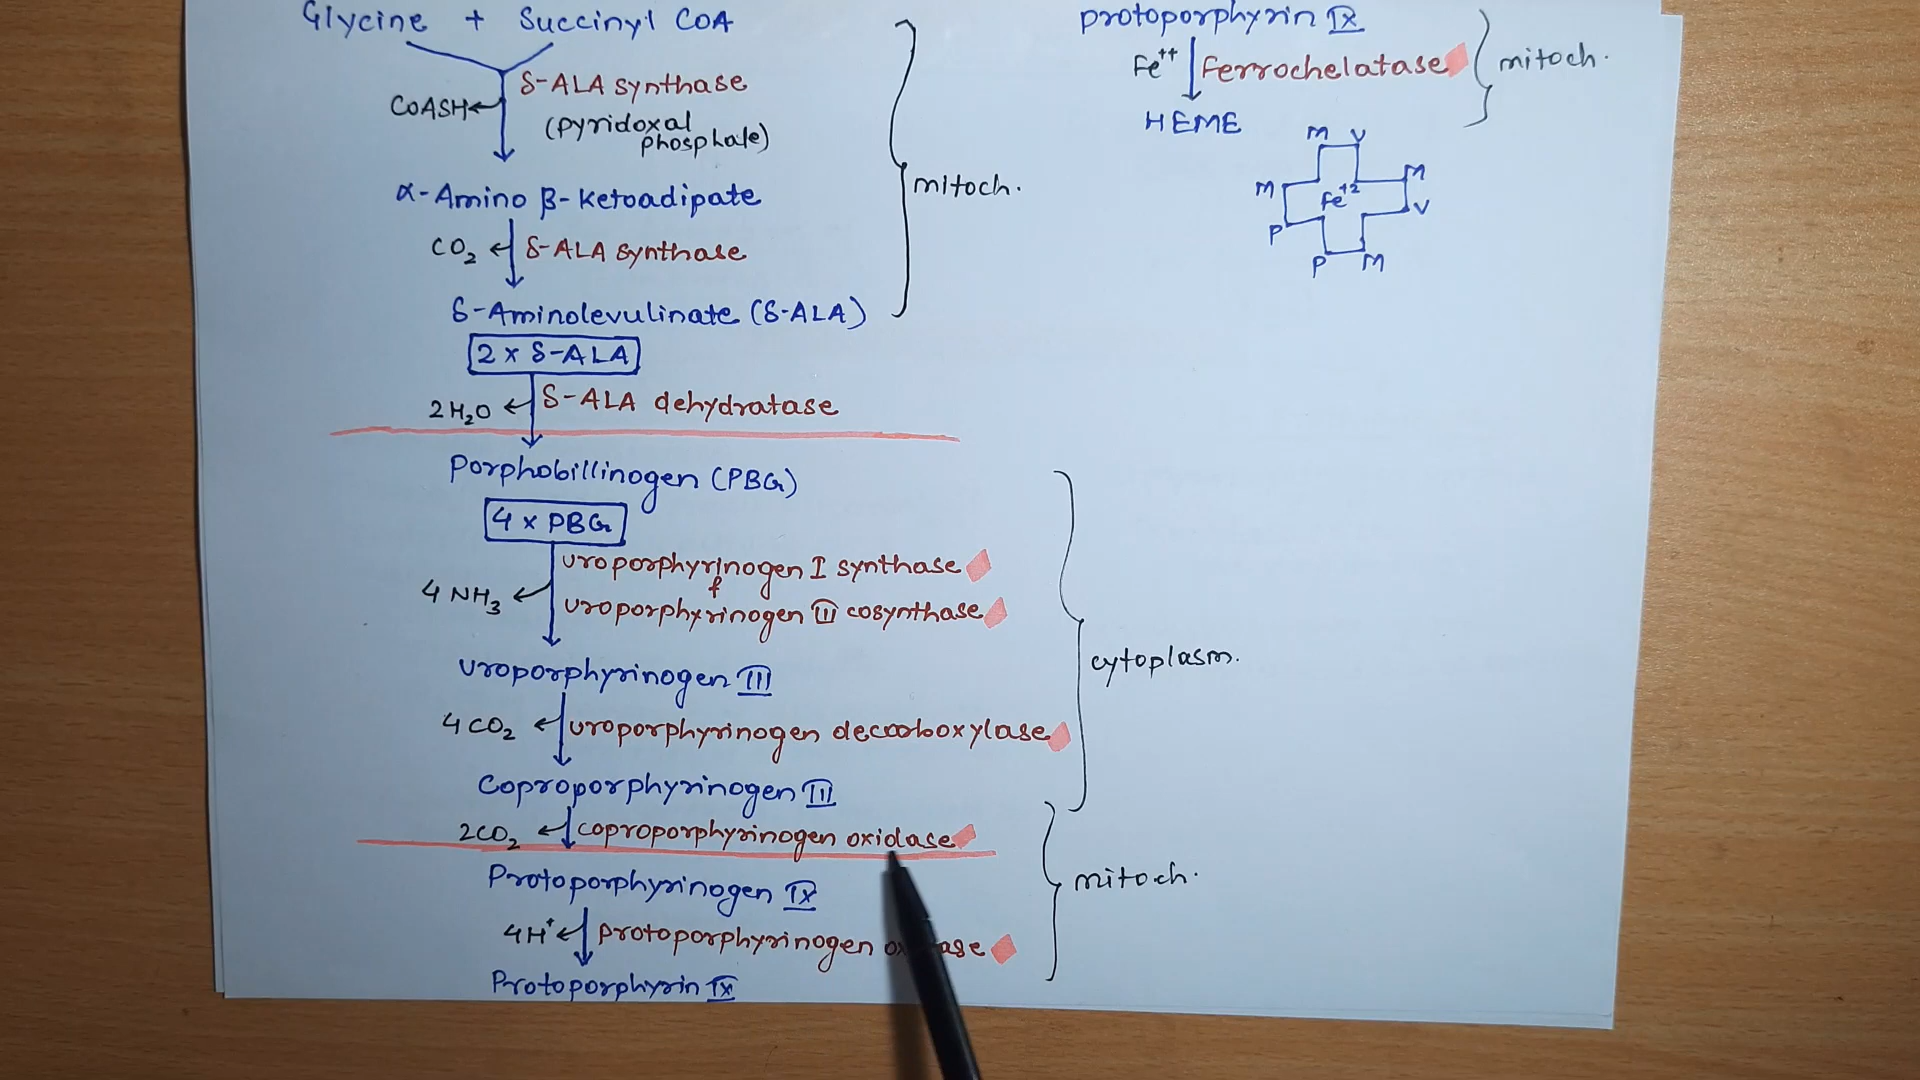 Glycine + Succinyl COA
δ-ALA synthase
COASH
(pyridoxal
phosphate)
α-Amino β-Ketoadipate
CO2
δ-ALA synthase
δ-Aminolevulinate (δ-ALA)
2 x δ-ALA
2H2O
δ-ALA dehydratase
mitoch.
Porphobillinogen (PBG)
4 x PBG
uroporphyrinogen I synthase
4 NH3
uroporphyrinogen III cosynthase
uroporphyrinogen III
4CO2
uroporphyrinogen decarboxylase
Coproporphyrinogen III
cytoplasm.
2CO2
coproporphyrinogen oxidase
Protoporphyrinogen IX
4H+
protoporphyrinogen
Protoporphyrin IX
mitoch.
protoporphyrin IX
Fe++
Ferrochelatase
mitoch.
HEME
M V
M M
Fe+2
P V
P M